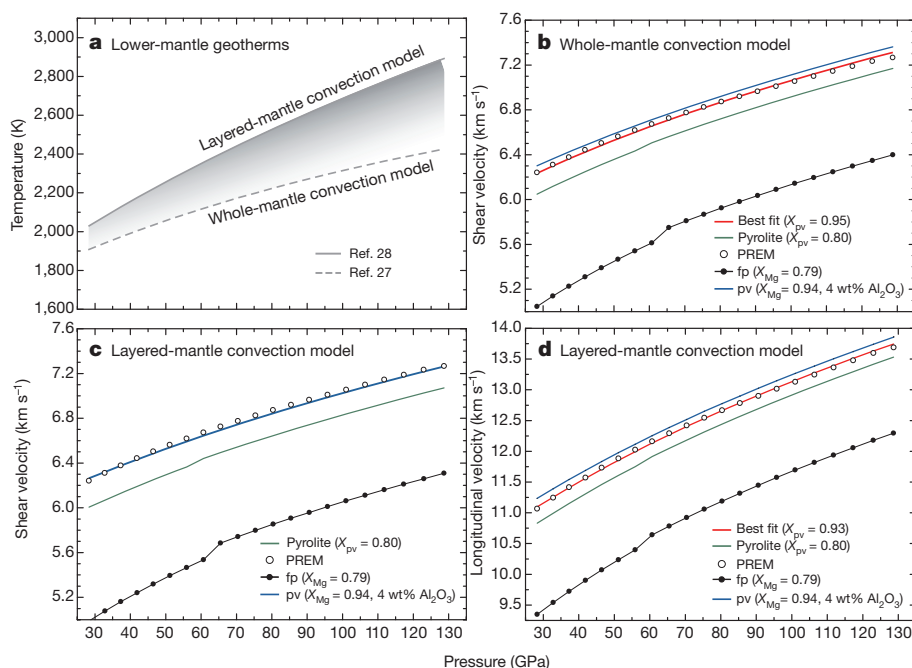 a Lower-mantle geotherms
3,000
2,800
2,600
2,400
2,200
2,000
1,800
1,600
Temperature (K)
Layered-mantle convection model
Whole-mantle convection model
Ref. 28
Ref. 27
b Whole-mantle convection model
7.6
7.2
6.8
6.4
6.0
5.6
5.2
Shear velocity (km s⁻¹)
Best fit (Xpv = 0.95)
Pyrolite (Xpv = 0.80)
PREM
fp (XMg = 0.79)
pv (XMg = 0.94, 4 wt% Al₂O₃)
c Layered-mantle convection model
7.6
7.2
6.8
6.4
6.0
5.6
5.2
Shear velocity (km s⁻¹)
Pyrolite (Xpv = 0.80)
PREM
fp (XMg = 0.79)
pv (XMg = 0.94, 4 wt% Al₂O₃)
30 40 50 60 70 80 90 100 110 120 130
d Layered-mantle convection model
14.0
13.5
13.0
12.5
12.0
11.5
11.0
10.5
10.0
9.5
Longitudinal velocity (km s⁻¹)
Best fit (Xpv = 0.93)
Pyrolite (Xpv = 0.80)
PREM
fp (XMg = 0.79)
pv (XMg = 0.94, 4 wt% Al₂O₃)
30 40 50 60 70 80 90 100 110 120 130
Pressure (GPa)